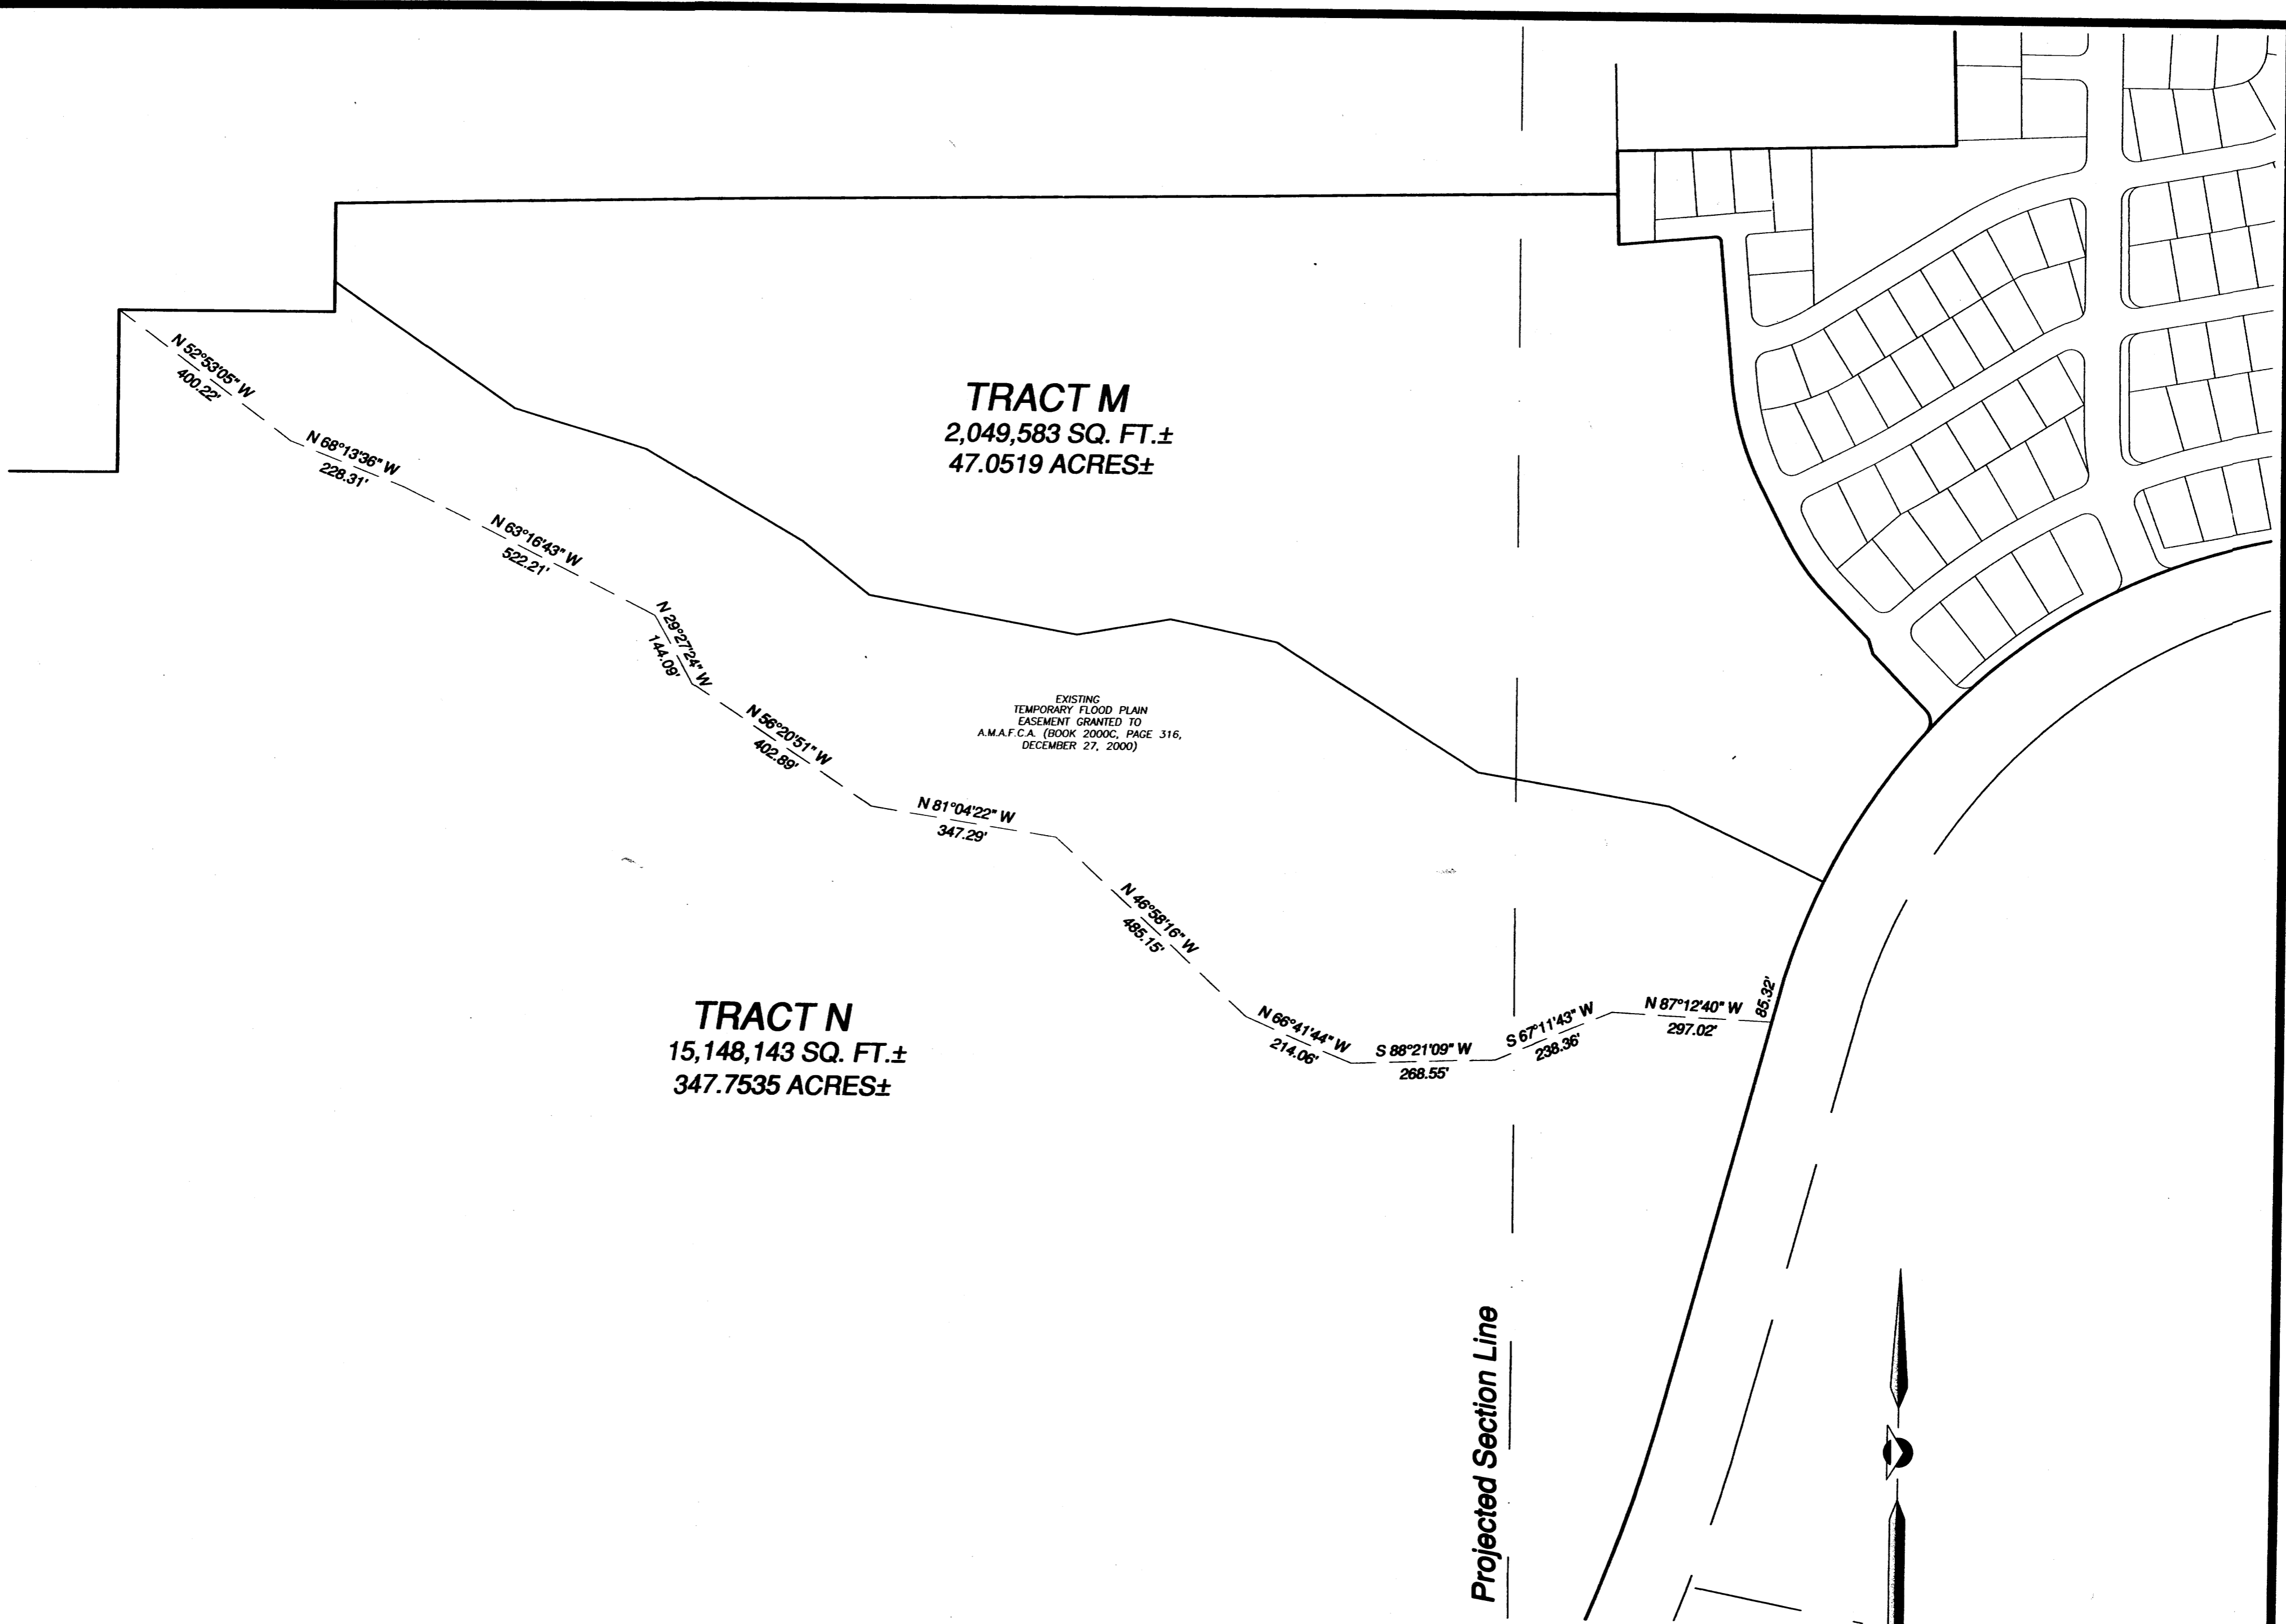 N 52°53'05" W
400.22'
N 68°13'36" W
228.31'
TRACT M
2,049,583 SQ. FT.±
47.0519 ACRES±
N 63°16'43" W
522.21'
N 29°27'24" W
144.09'
N 56°20'51" W
402.89'
EXISTING
TEMPORARY FLOOD PLAIN
EASEMENT GRANTED TO
A.M.A.F.C.A. (BOOK 2000C, PAGE 316,
DECEMBER 27, 2000)
N 81°04'22" W
347.29'
N 46°58'16" W
485.15'
N 66°41'44" W
214.06'
S 88°21'09" W
268.55'
S 67°11'43" W
238.36'
N 87°12'40" W
297.02'
85.32'
TRACT N
15,148,143 SQ. FT.±
347.7535 ACRES±
Projected Section Line